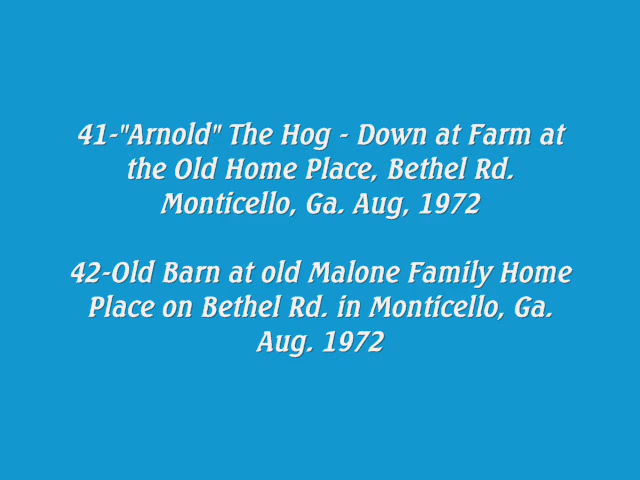 41-"Arnold" The Hog - Down at Farm at
the Old Home Place, Bethel Rd.
Monticello, Ga. Aug, 1972
42-Old Barn at old Malone Family Home
Place on Bethel Rd. in Monticello, Ga.
Aug. 1972